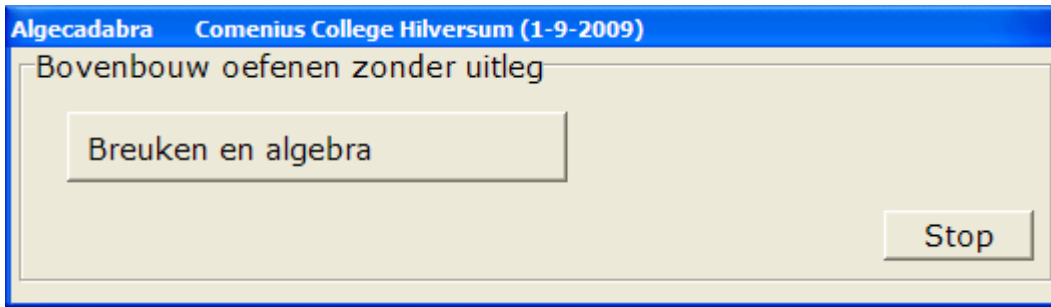 Algecadabra Comenius College Hilversum (1-9-2009)
Bovenbouw oefenen zonder uitleg
Breuken en algebra
Stop